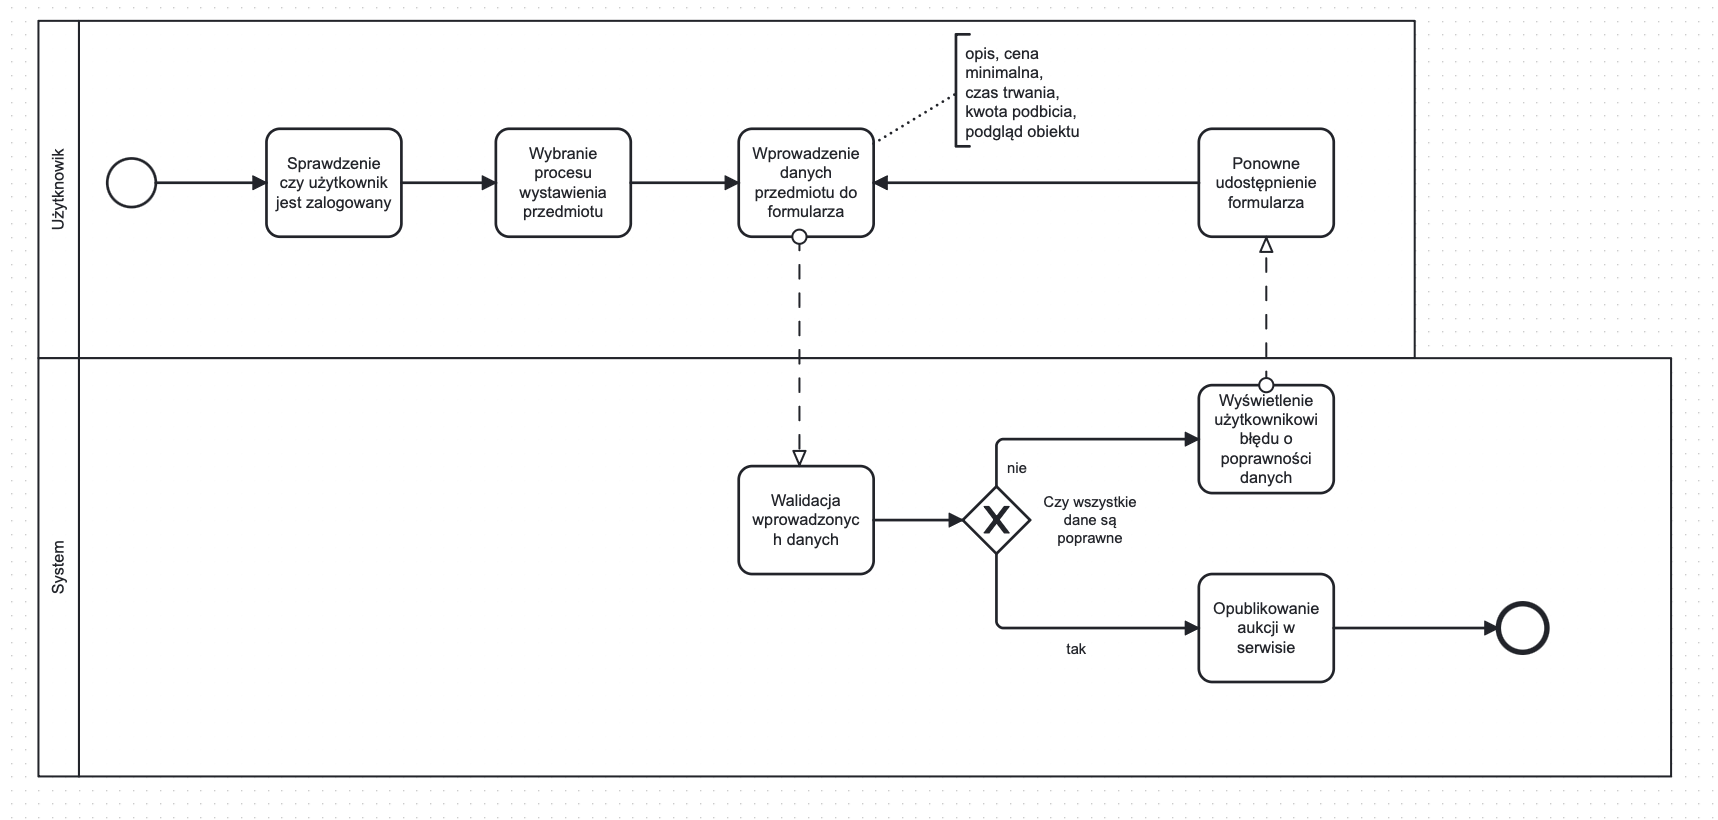 Użytknowik
Sprawdzenie
czy użytkownik
jest zalogowany
Wybranie
procesu
wystawienia
przedmiotu
Wprowadzenie
danych
przedmiotu do
formularza
opis, cena
minimalna,
czas trwania,
kwota podbicia,
podgląd obiektu
Ponowne
udostępnienie
formularza
System
Walidacja
wprowadzonyc
h danych
nie
Czy wszystkie
dane są
poprawne
tak
Wyświetlenie
użytkownikowi
błędu o
poprawności
danych
Opublikowanie
aukcji w
serwisie